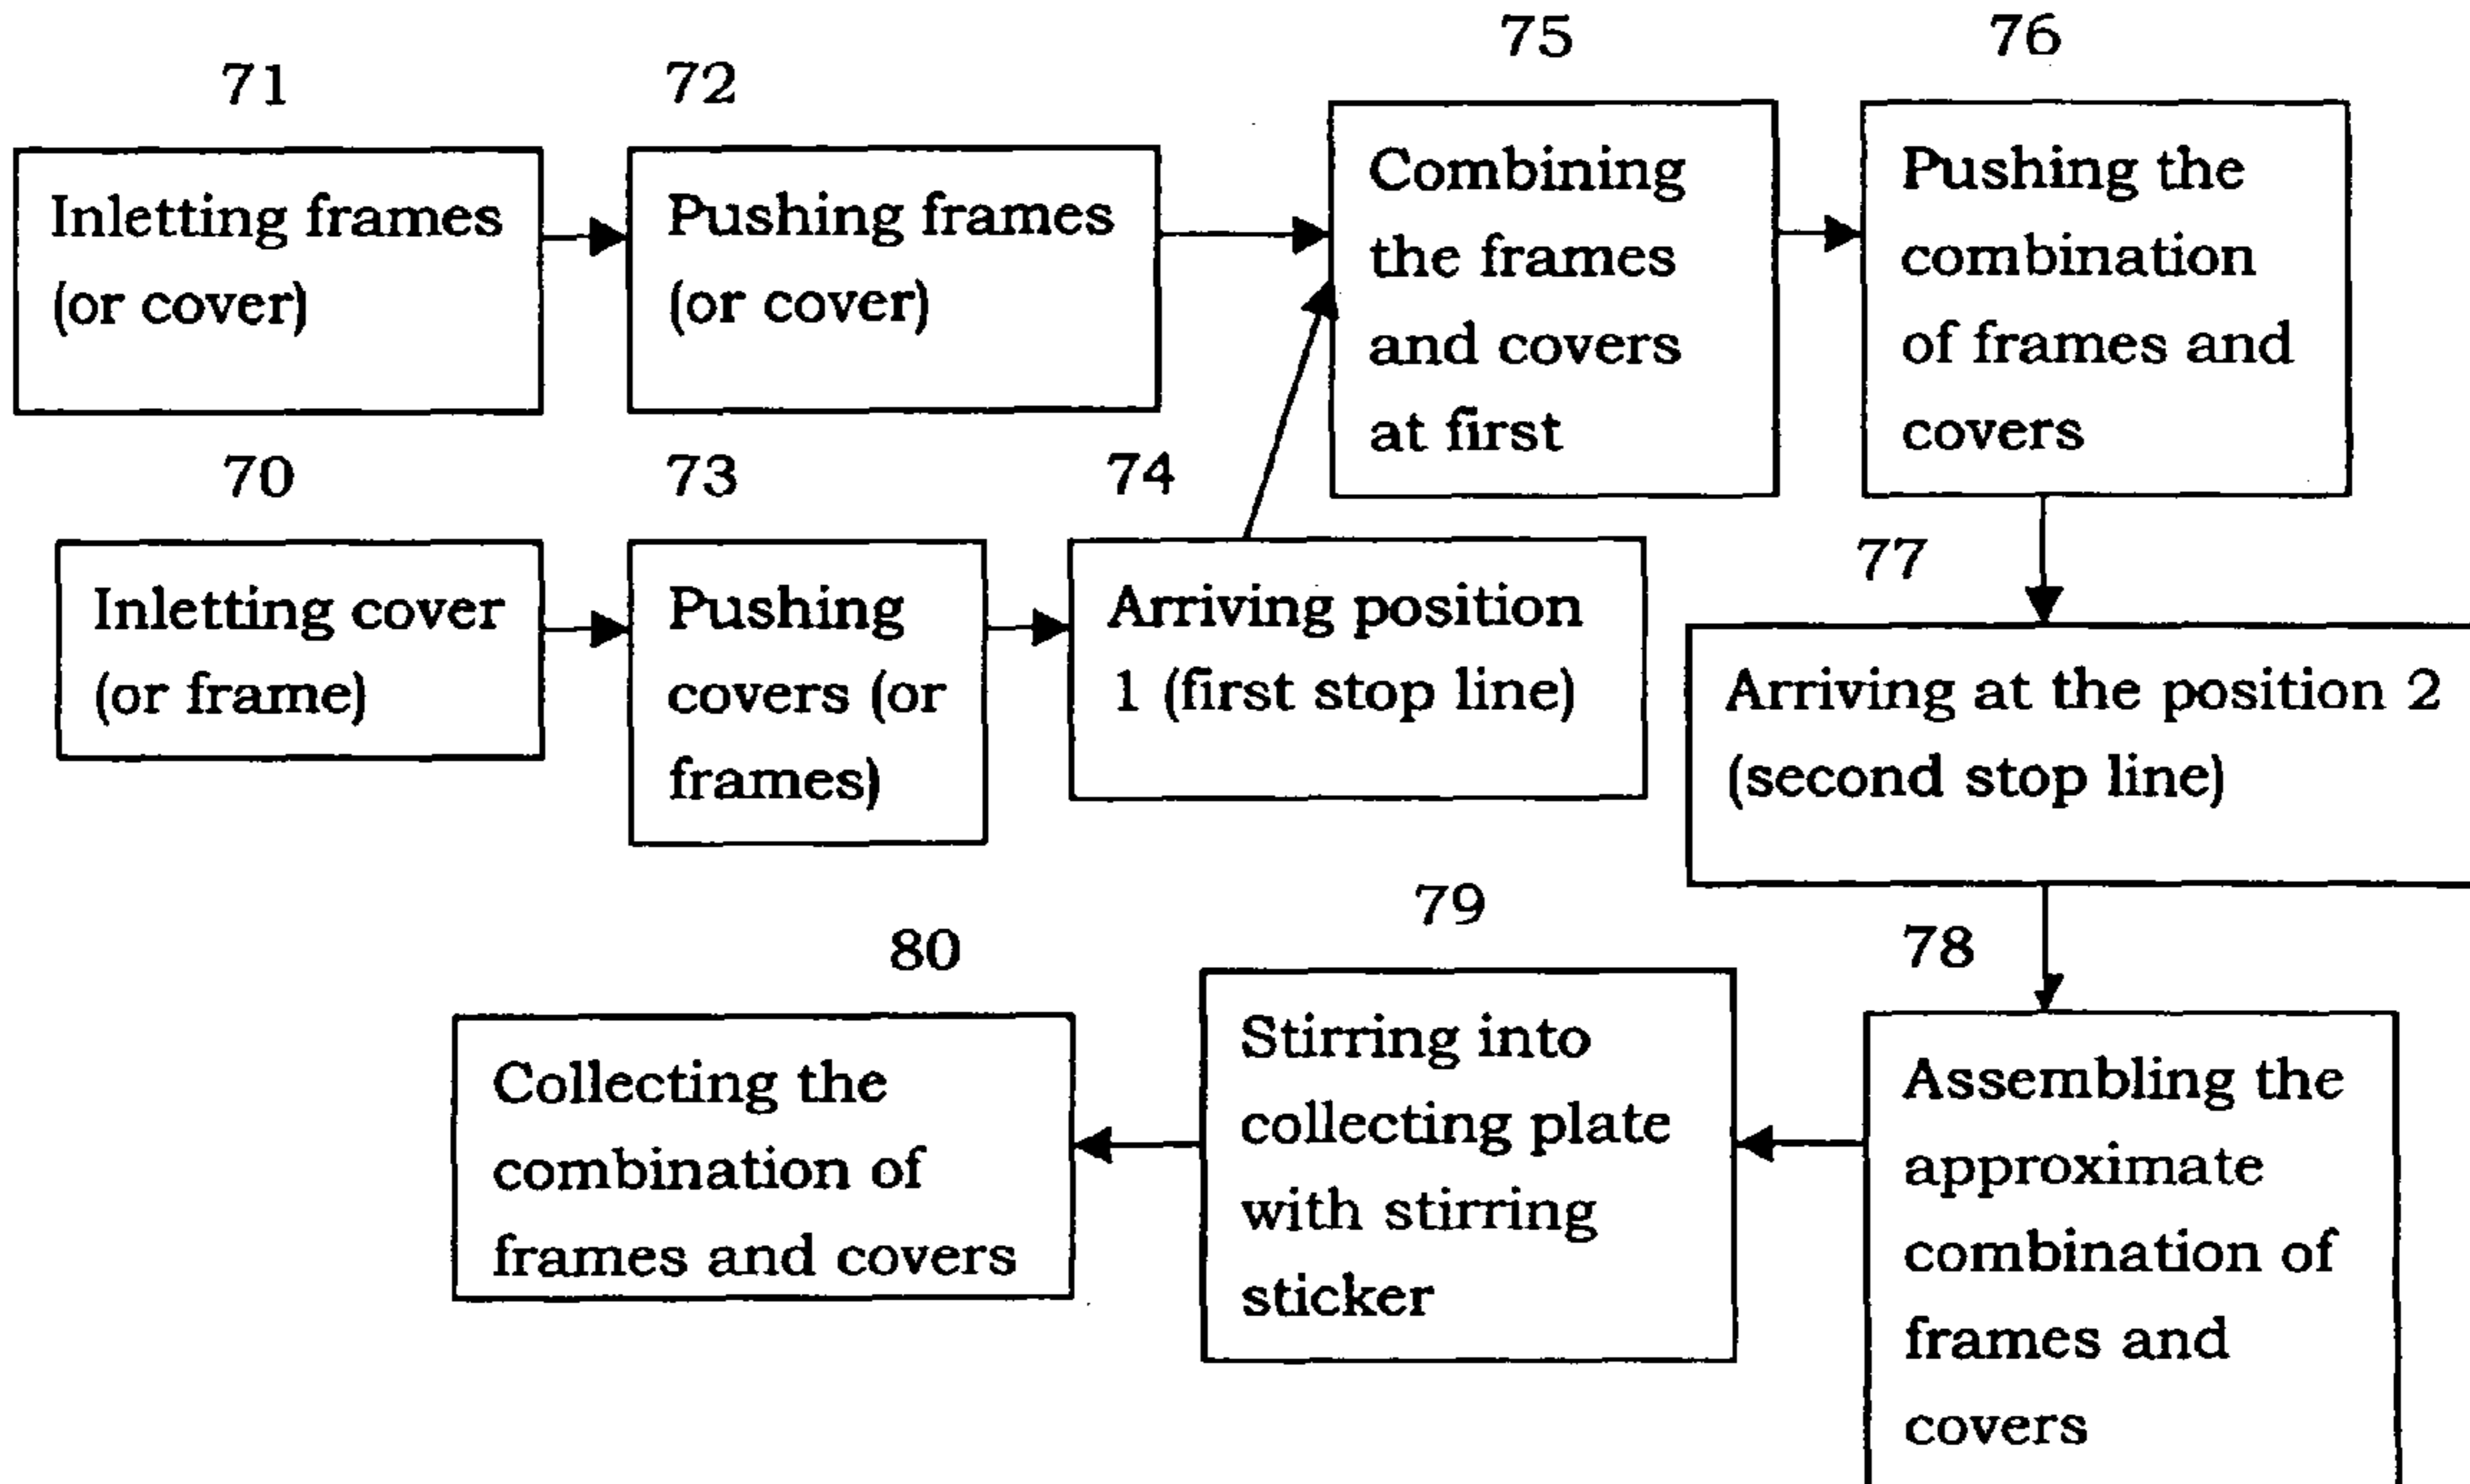 71
Inletting frames
(or cover)
72
Pushing frames
(or cover)
75
Combining
the frames
and covers
at first
76
Pushing the
combination
of frames and
covers
70
Inletting cover
(or frame)
73
Pushing
covers (or
frames)
74
Arriving position
1 (first stop line)
77
Arriving at the position 2
(second stop line)
78
Assembling the
approximate
combination of
frames and
covers
79
Stirring into
collecting plate
with stirring
sticker
80
Collecting the
combination of
frames and covers